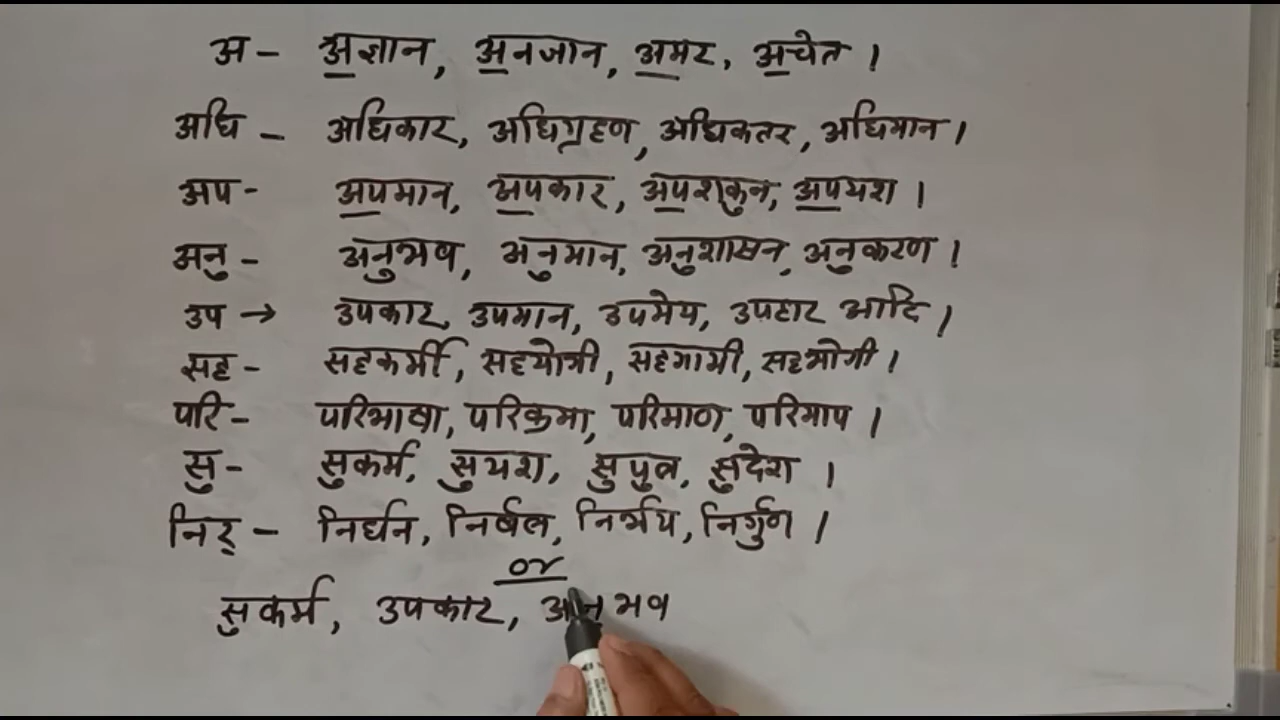 अ - अज्ञान, अनजान, अमर, अचेत ।
अधि - अधिकार, अधिग्रहण, अधिकतर, अधिमान ।
अप - अपमान, अपकार, अपशकुन, अपयश ।
अनु - अनुभव, अनुमान, अनुशासन, अनुकरण ।
उप → उपकार, उपमान, उपमेय, उपहार आदि ।
सह - सहकर्मी, सहयोगी, सहगामी, सहभोगी ।
परि - परिभाषा, परिक्रमा, परिमाण, परिमाप ।
सु - सुकर्म, सुयश, सुपुत्र, सुदेश ।
निर् - निर्धन, निर्बल, निर्भय, निर्गुण ।
or
सुकर्म, उपकार, अनुभव